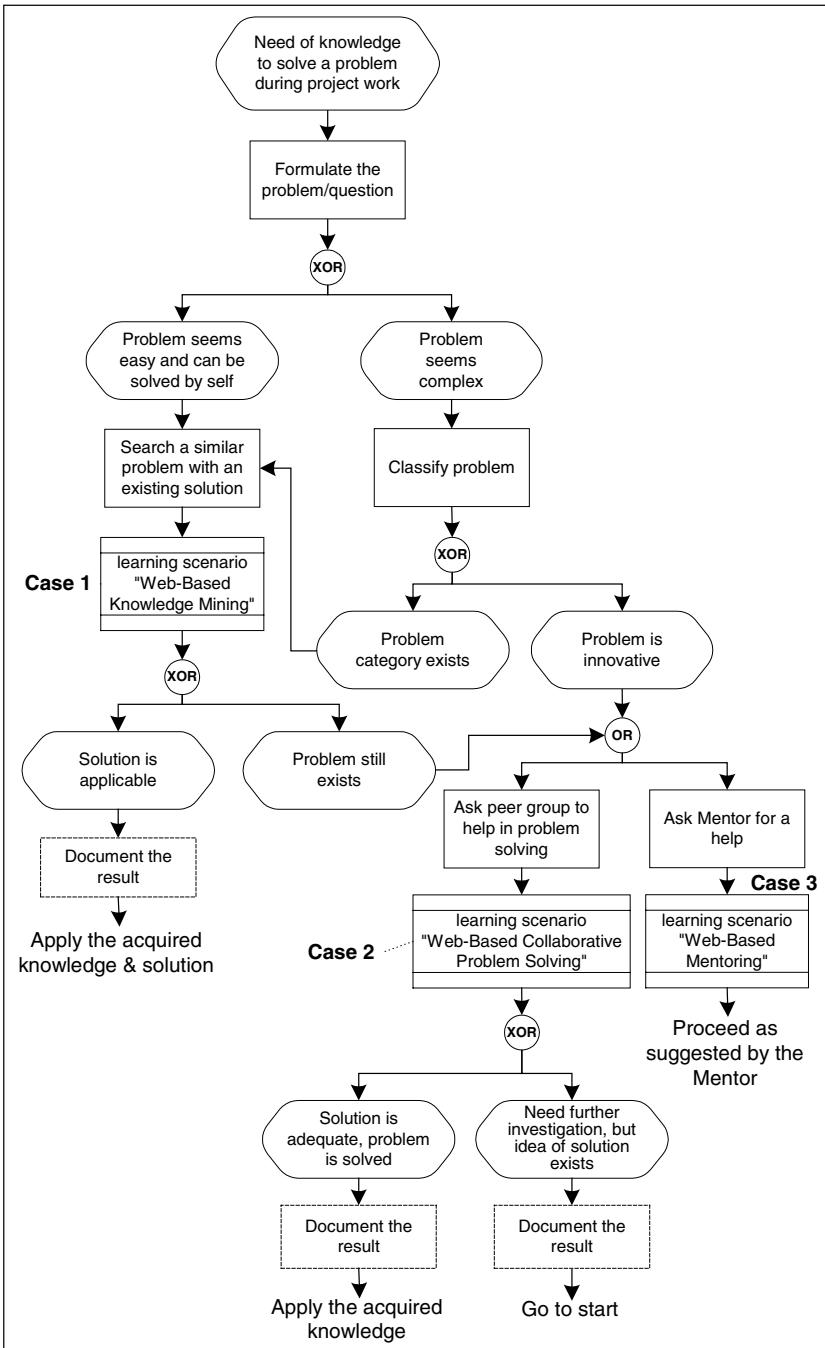 Need of knowledge
to solve a problem
during project work
Formulate the
problem/question
XOR
Problem seems
easy and can be
solved by self
Problem
seems
complex
Search a similar
problem with an
existing solution
Classify problem
XOR
Case 1
learning scenario
"Web-Based
Knowledge Mining"
Problem
category exists
Problem is
innovative
XOR
OR
Solution is
applicable
Problem still
exists
Ask peer group to
help in problem
solving
Ask Mentor for a
help
Document the
result
Apply the acquired
knowledge & solution
Case 2
learning scenario
"Web-Based Collaborative
Problem Solving"
Case 3
learning scenario
"Web-Based
Mentoring"
Proceed as
suggested by the
Mentor
XOR
Solution is
adequate, problem
is solved
Need further
investigation, but
idea of solution
exists
Document the
result
Document the
result
Apply the acquired
knowledge
Go to start